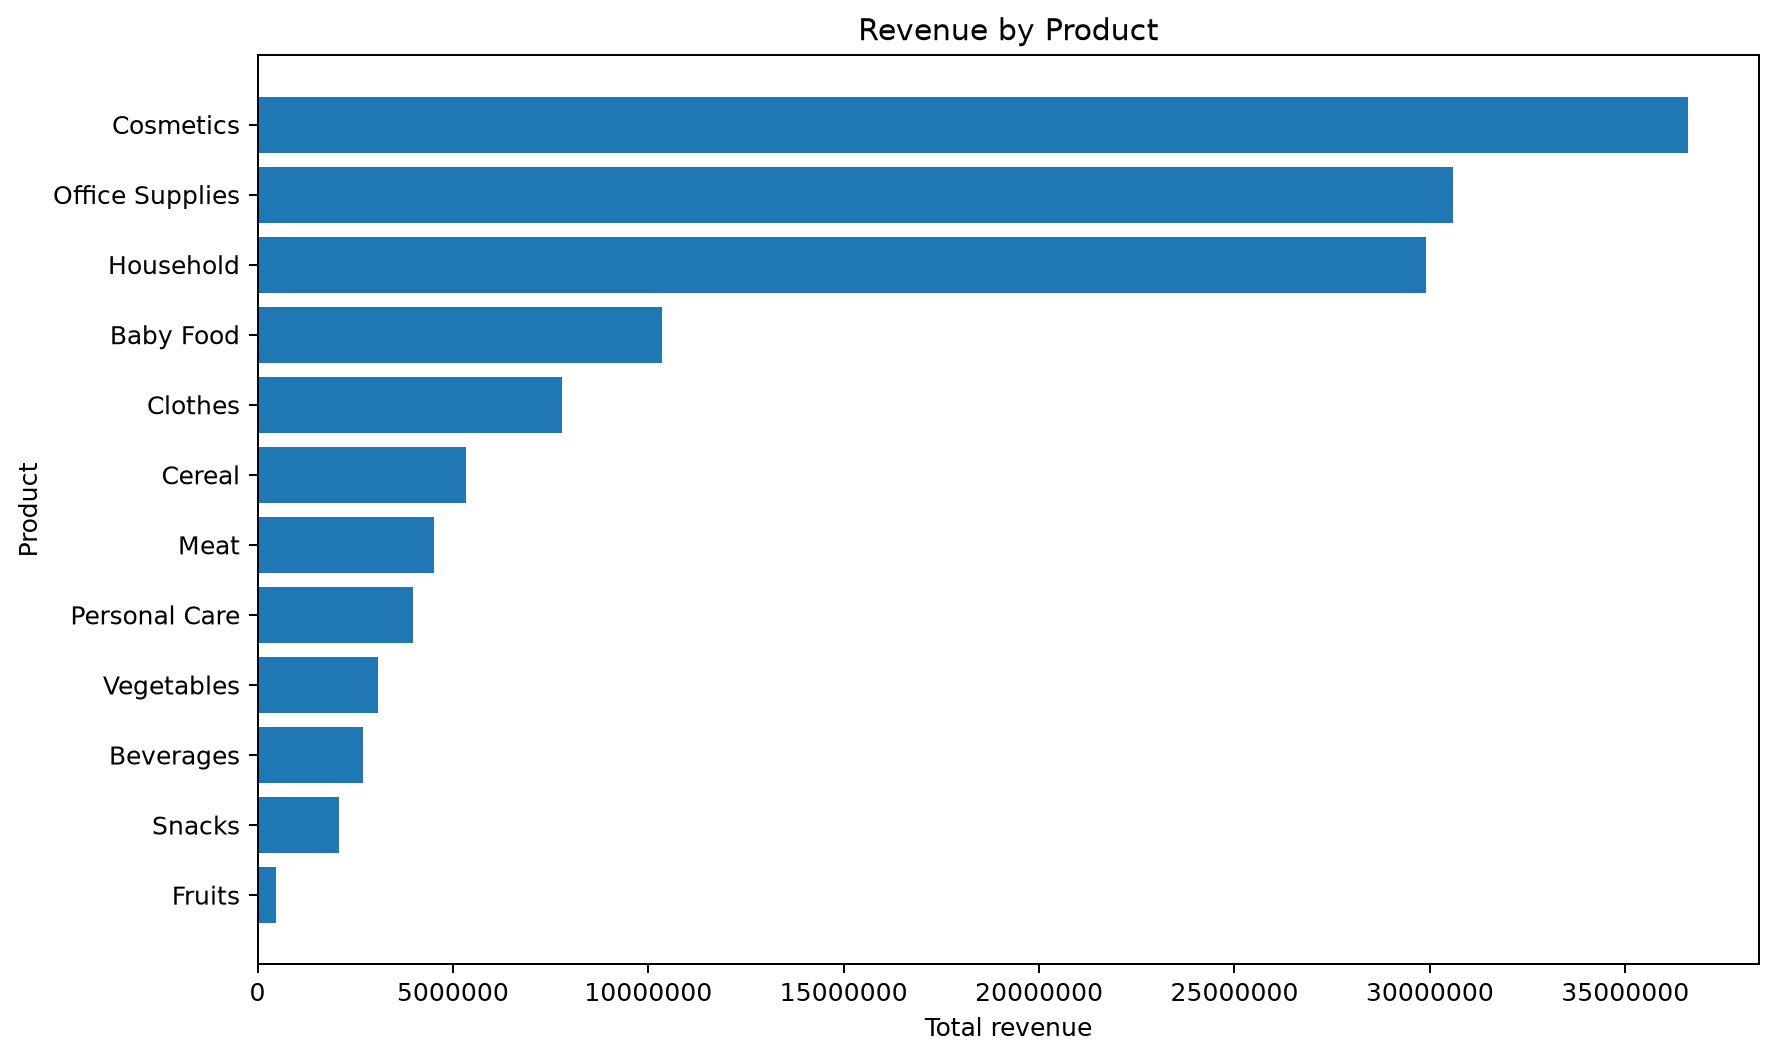 Revenue by Product
Product
Cosmetics
Office Supplies
Household
Baby Food
Clothes
Cereal
Meat
Personal Care
Vegetables
Beverages
Snacks
Fruits
0 5000000 10000000 15000000 20000000 25000000 30000000 35000000
Total revenue